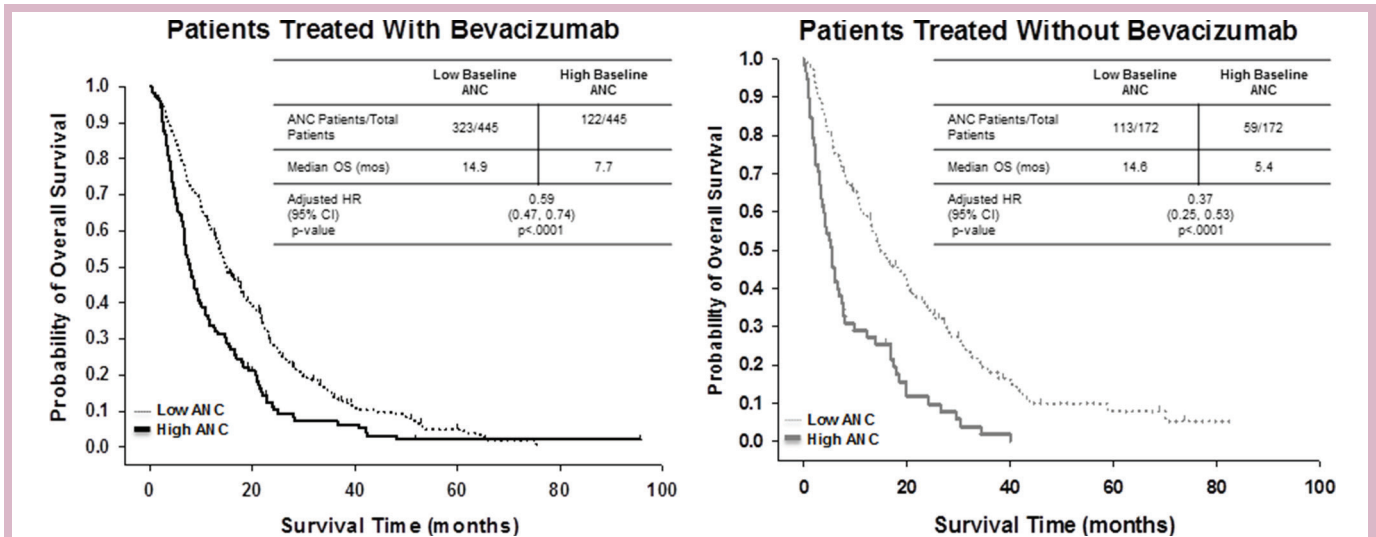 Patients Treated With Bevacizumab
Low Baseline ANC High Baseline ANC
ANC Patients/Total Patients 323/445 122/445
Median OS (mos) 14.9 7.7
Adjusted HR 0.59
(95% CI) (0.47, 0.74)
p-value p<.0001
Probability of Overall Survival
1.0
0.9
0.8
0.7
0.6
0.5
0.4
0.3
0.2
0.1
0.0
Low ANC
High ANC
0 20 40 60 80 100
Survival Time (months)
Patients Treated Without Bevacizumab
Low Baseline ANC High Baseline ANC
ANC Patients/Total Patients 113/172 59/172
Median OS (mos) 14.6 5.4
Adjusted HR 0.37
(95% CI) (0.25, 0.53)
p-value p<.0001
Probability of Overall Survival
1.0
0.9
0.8
0.7
0.6
0.5
0.4
0.3
0.2
0.1
0.0
Low ANC
High ANC
0 20 40 60 80 100
Survival Time (months)